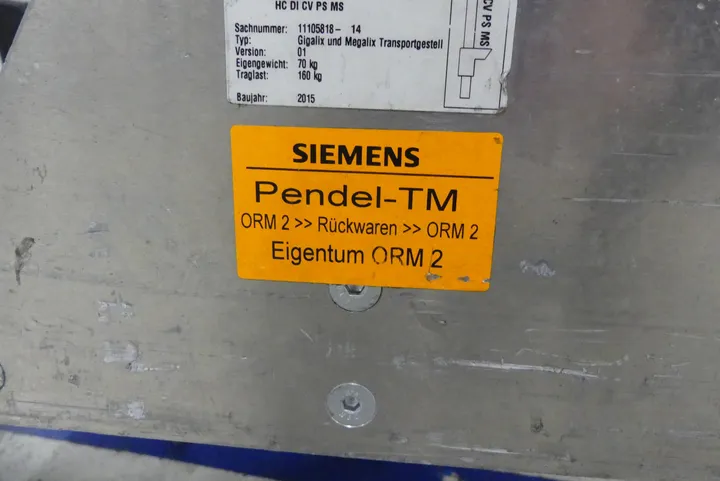 HC DI CV PS MS
Sachnummer: 11105818- 14
Typ: Gigalix und Megalix Transportgestell
Version: 01
Eigengewicht: 70 kg
Traglast: 160 kg
Baujahr: 2015
CV PS MS
SIEMENS
Pendel-TM
ORM 2 >> Rückwaren >> ORM 2
Eigentum ORM 2